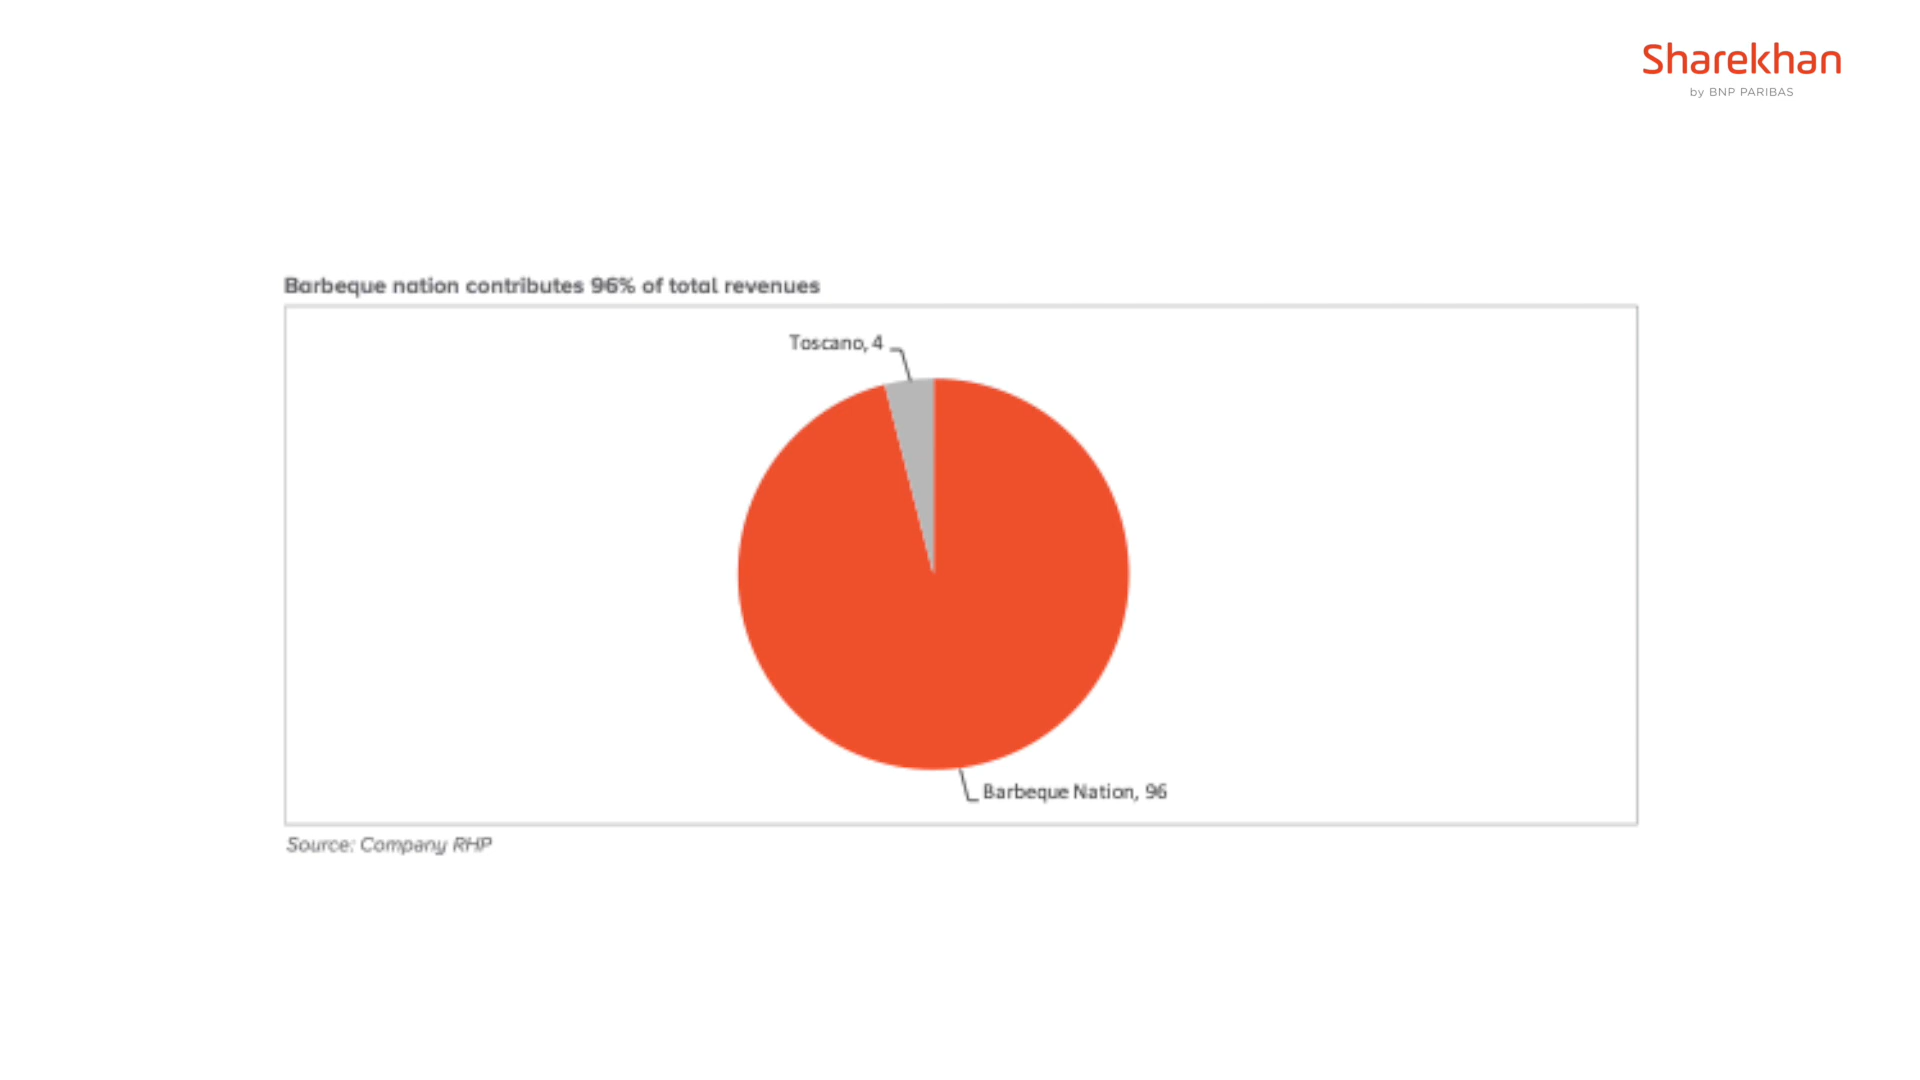 Sharekhan
by BNP PARIBAS
Barbeque nation contributes 96% of total revenues
Toscano, 4
Barbeque Nation, 96
Source: Company RHP